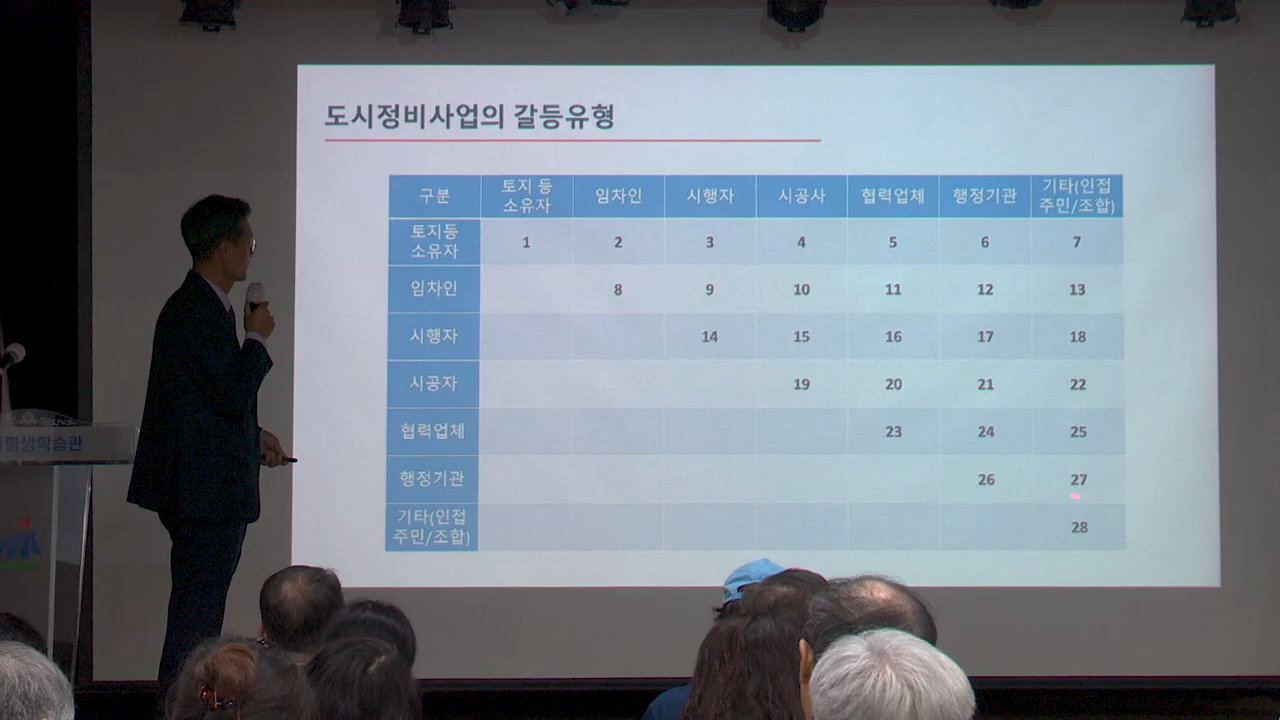 도시정비사업의 갈등유형
구분 토지 등 소유자 임차인 시행자 시공사 협력업체 행정기관 기타(인접 주민/조합)
토지등 소유자 1 2 3 4 5 6 7
임차인 8 9 10 11 12 13
시행자 14 15 16 17 18
시공자 19 20 21 22
협력업체 23 24 25
행정기관 26 27
기타(인접 주민/조합) 28
평생학습관